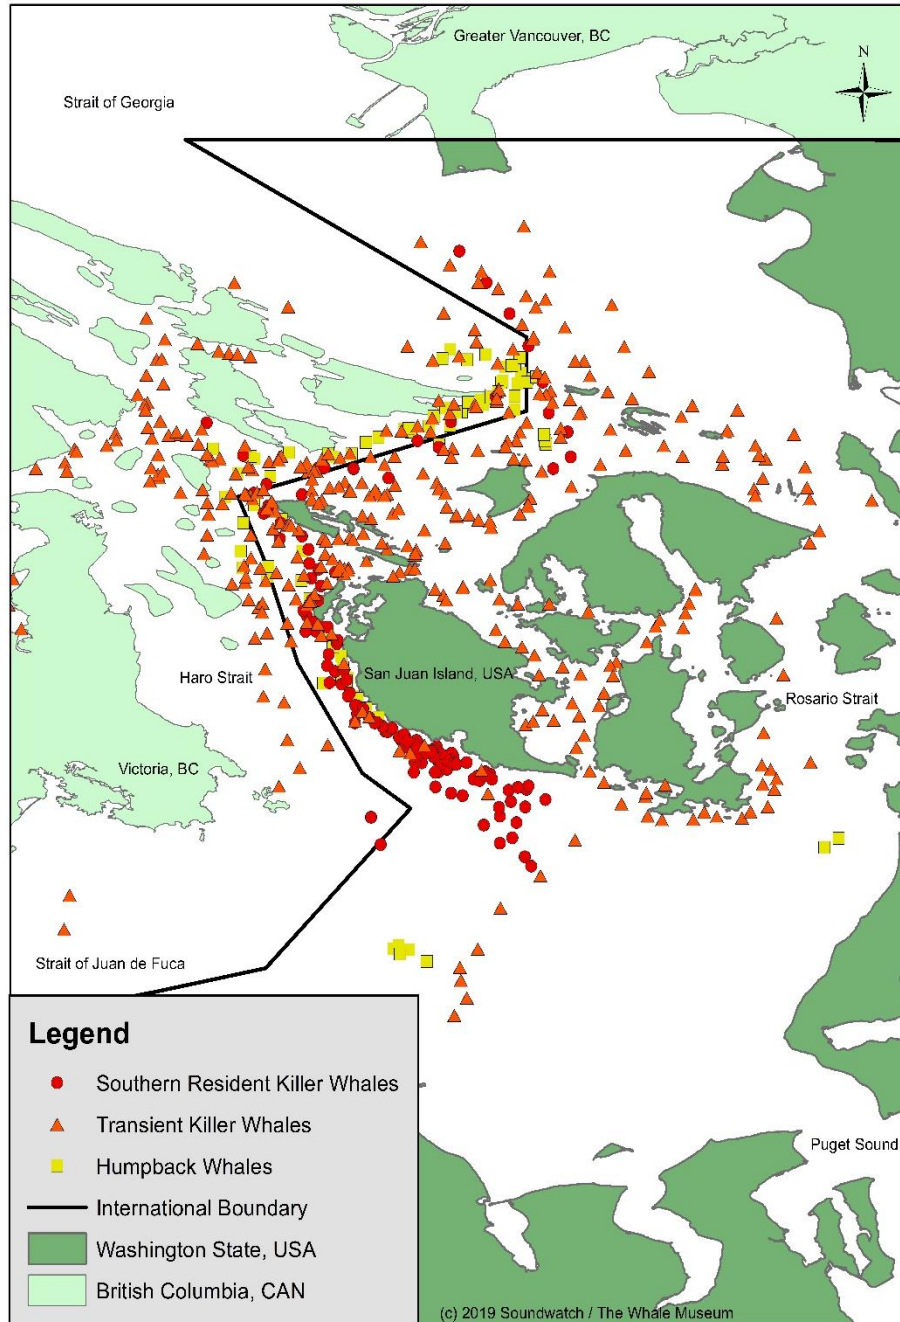 Greater Vancouver, BC
N
Strait of Georgia
San Juan Island, USA
Haro Strait
Rosario Strait
Victoria, BC
Strait of Juan de Fuca
Legend
Southern Resident Killer Whales
Transient Killer Whales
Humpback Whales
International Boundary
Washington State, USA
British Columbia, CAN
Puget Sound
(c) 2019 Soundwatch / The Whale Museum